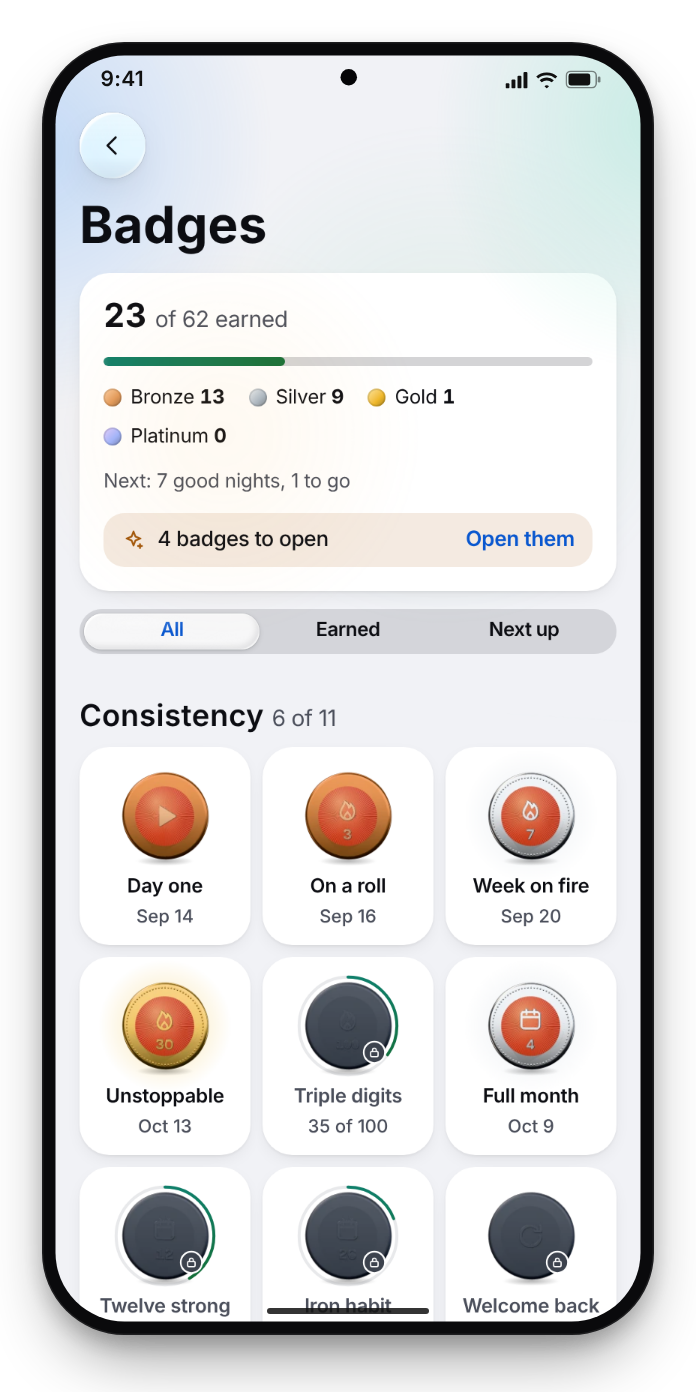 9:41
Badges
23 of 62 earned
Bronze 13 Silver 9 Gold 1
Platinum 0
Next: 7 good nights, 1 to go
4 badges to open Open them
All Earned Next up
Consistency 6 of 11
3 7
Day one On a roll Week on fire
Sep 14 Sep 16 Sep 20
30 4
Unstoppable Triple digits Full month
Oct 13 35 of 100 Oct 9
Twelve strong Iron habit Welcome back